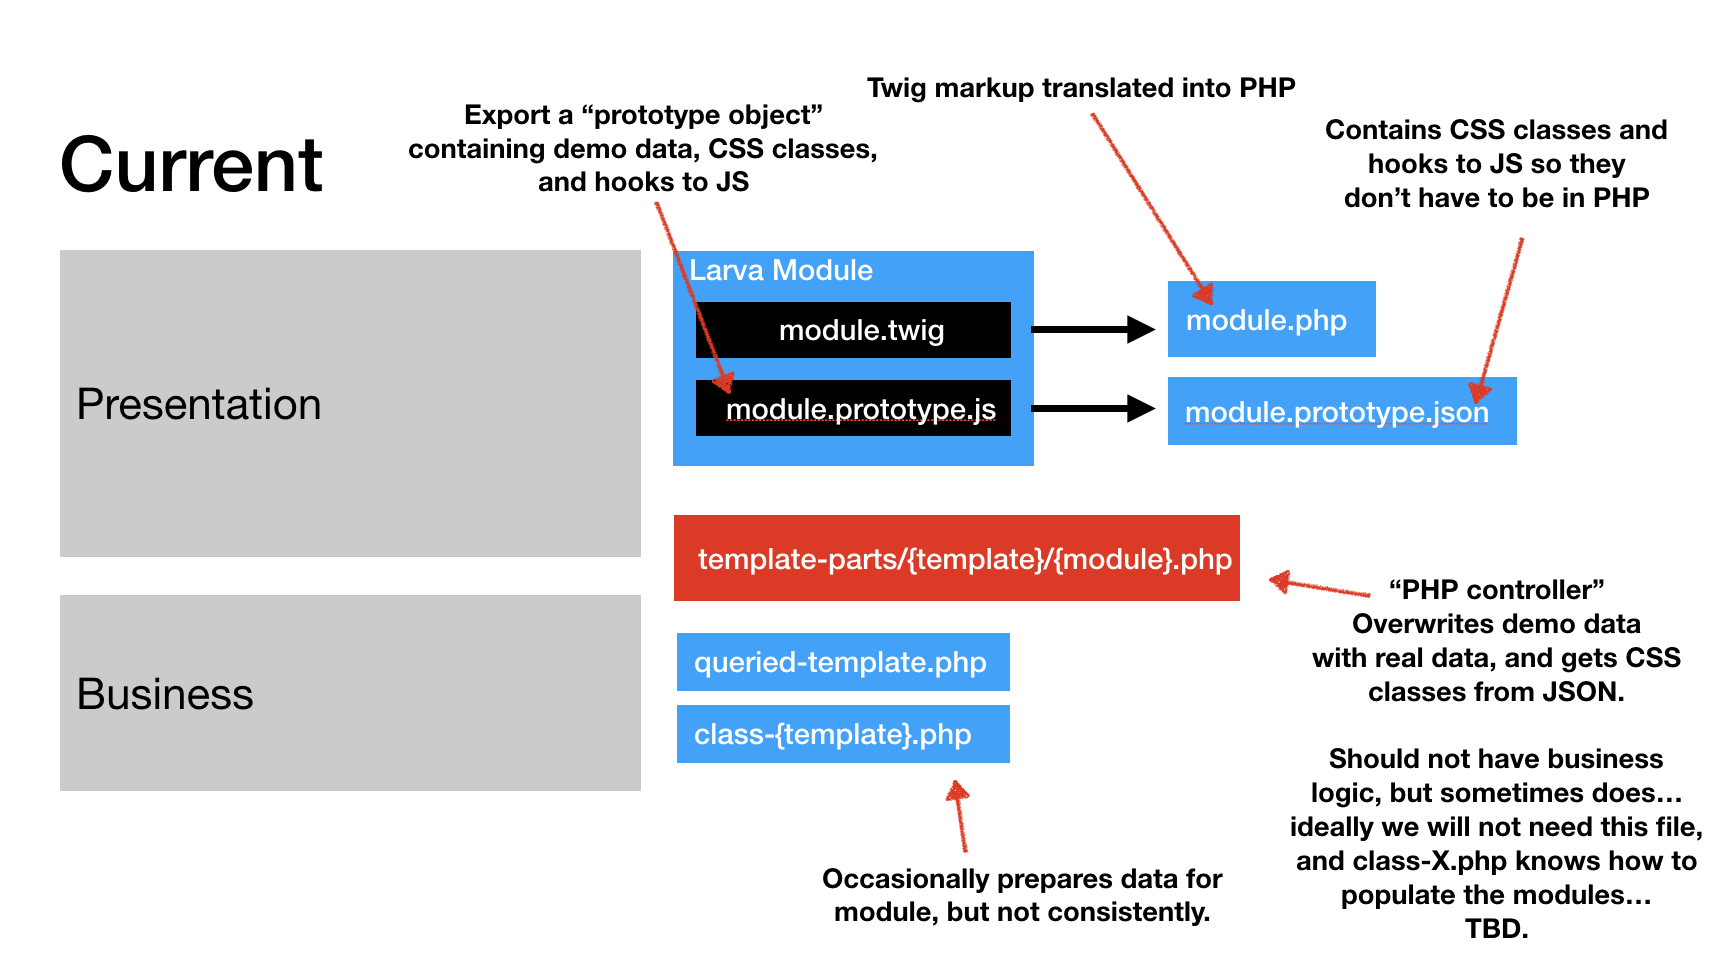 Current
Export a “prototype object”
containing demo data, CSS classes,
and hooks to JS
Twig markup translated into PHP
Contains CSS classes and
hooks to JS so they
don’t have to be in PHP
Presentation
Larva Module
module.twig
module.prototype.js
module.php
module.prototype.json
template-parts/{template}/{module}.php
Business
queried-template.php
class-{template}.php
“PHP controller”
Overwrites demo data
with real data, and gets CSS
classes from JSON.
Should not have business
logic, but sometimes does…
ideally we will not need this file,
and class-X.php knows how to
populate the modules…
TBD.
Occasionally prepares data for
module, but not consistently.